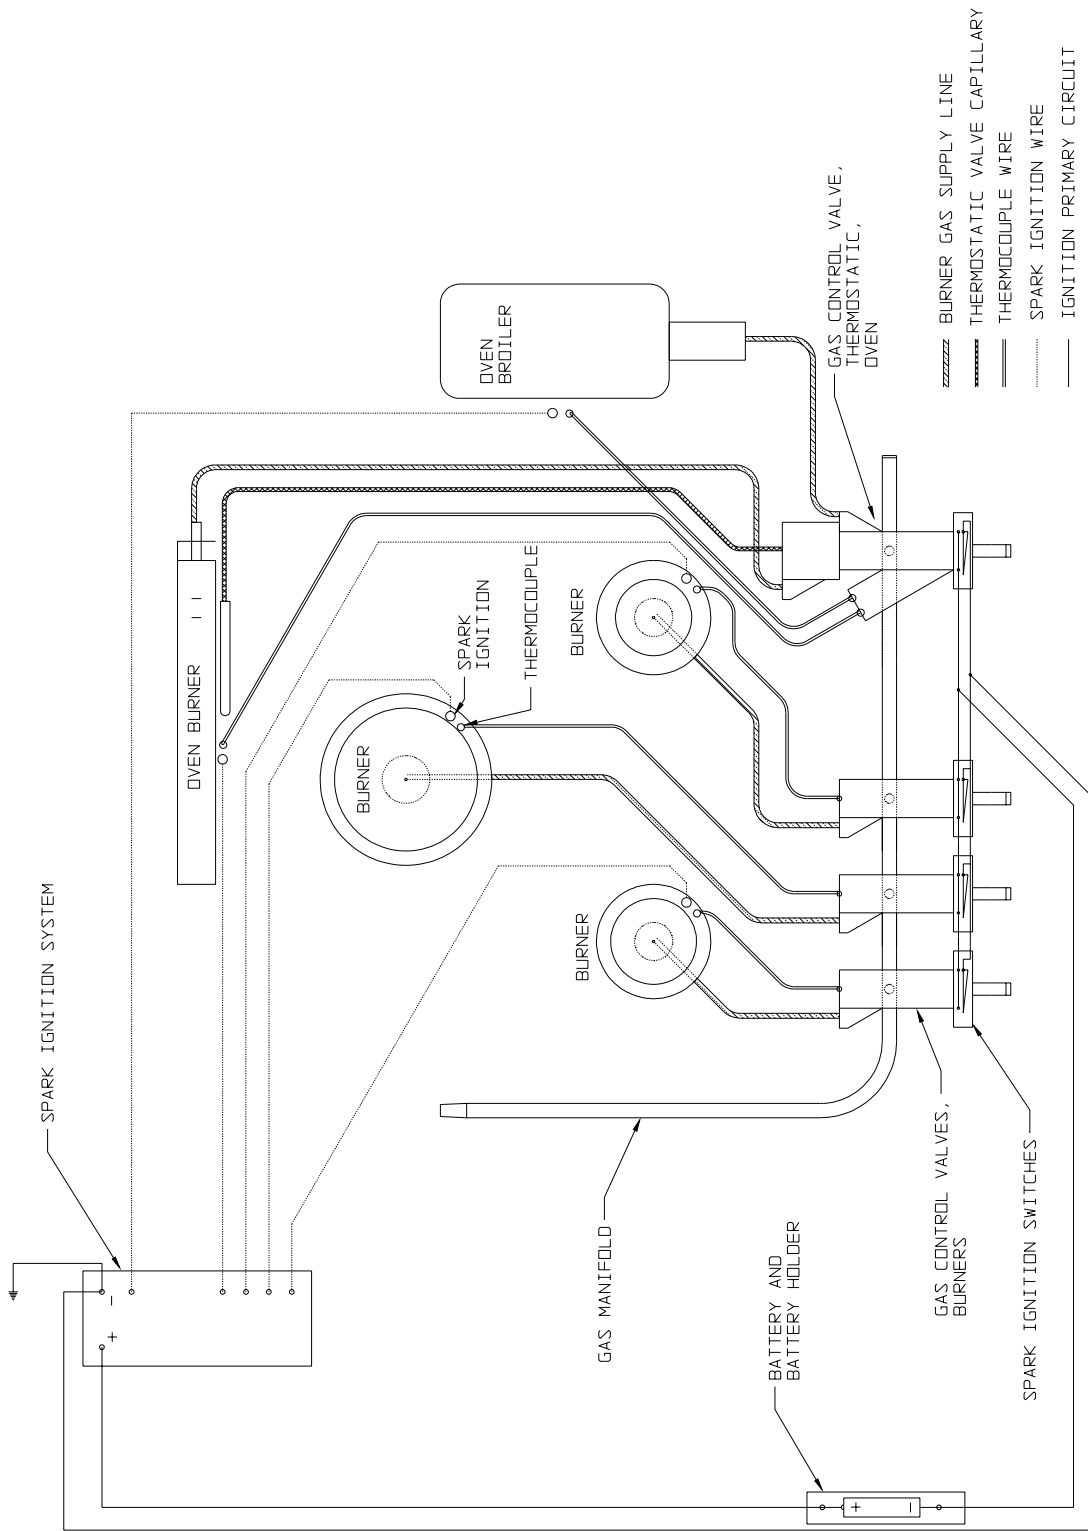 SPARK IGNITION SYSTEM
+
−
OVEN BURNER
BURNER
SPARK
IGNITION
THERMOCOUPLE
OVEN
BROILER
BURNER
BURNER
GAS MANIFOLD
BATTERY AND
BATTERY HOLDER
+
−
GAS CONTROL VALVE,
THERMOSTATIC,
OVEN
GAS CONTROL VALVES,
BURNERS
SPARK IGNITION SWITCHES
BURNER GAS SUPPLY LINE
THERMOSTATIC VALVE CAPILLARY
THERMOCOUPLE WIRE
SPARK IGNITION WIRE
IGNITION PRIMARY CIRCUIT